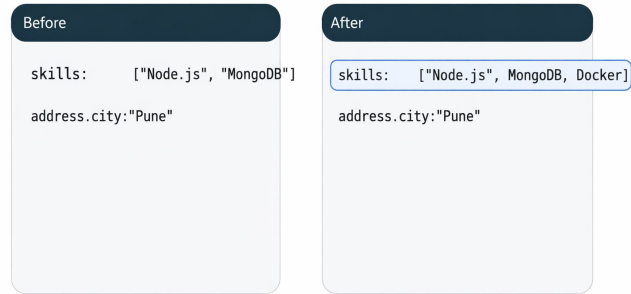 Before
skills: ["Node.js", "MongoDB"]
address.city:"Pune"
After
skills: ["Node.js", MongoDB, Docker]
address.city:"Pune"